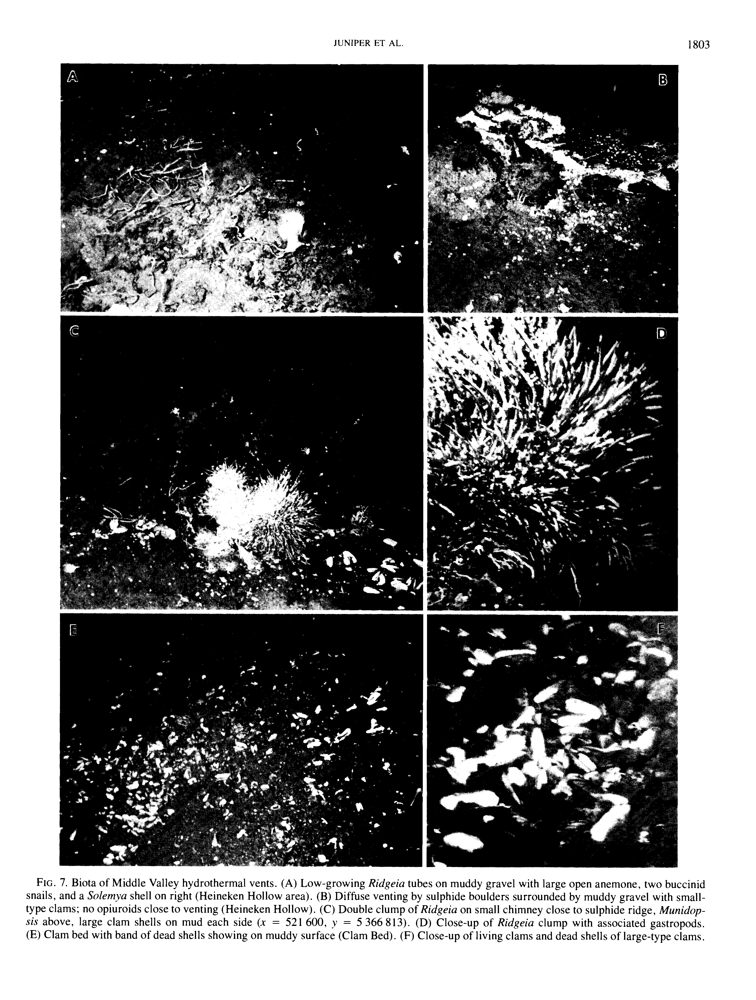 JUNIPER ET AL.
1803
A
B
C
D
E
F
FIG. 7. Biota of Middle Valley hydrothermal vents. (A) Low-growing Ridgeia tubes on muddy gravel with large open anemone, two buccinid
snails, and a Solemya shell on right (Heineken Hollow area). (B) Diffuse venting by sulphide boulders surrounded by muddy gravel with small-
type clams; no opiuroids close to venting (Heineken Hollow). (C) Double clump of Ridgeia on small chimney close to sulphide ridge, Munidop-
sis above, large clam shells on mud each side (x = 521 600, y = 5 366 813). (D) Close-up of Ridgeia clump with associated gastropods.
(E) Clam bed with band of dead shells showing on muddy surface (Clam Bed). (F) Close-up of living clams and dead shells of large-type clams.